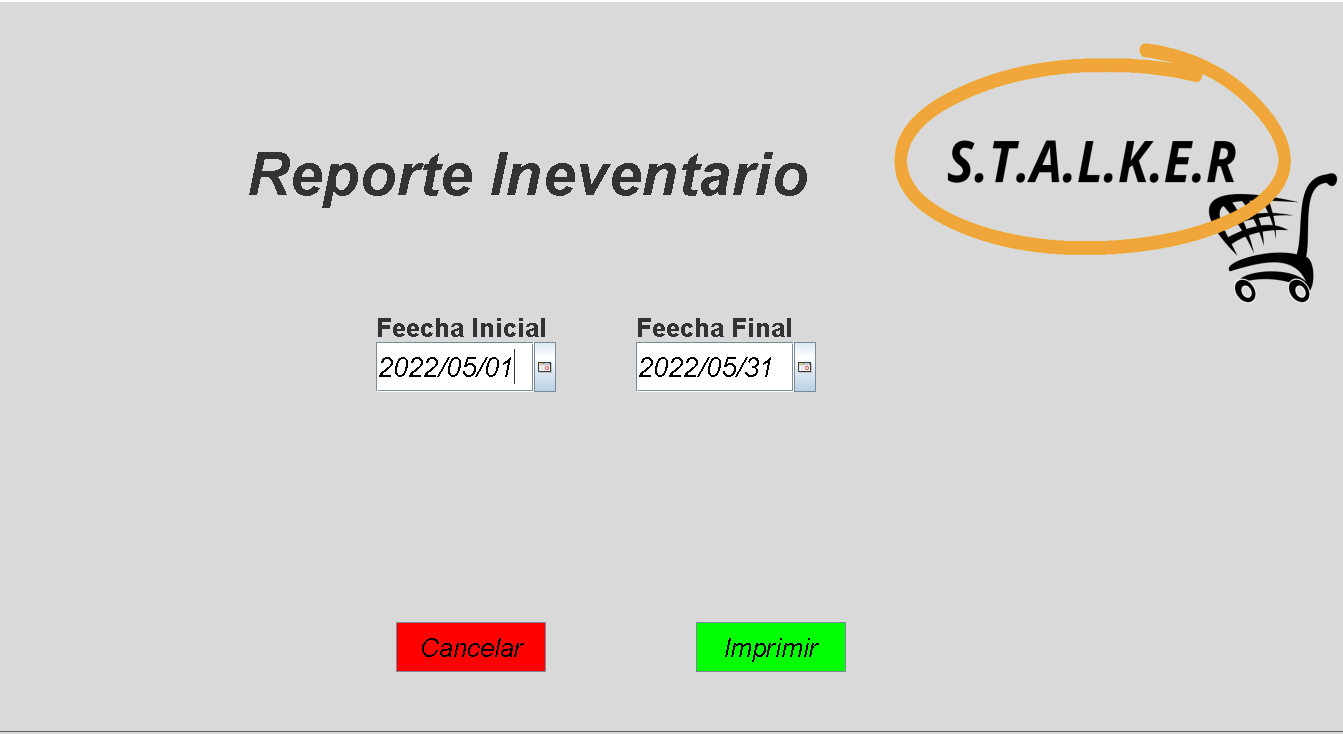 S.T.A.L.K.E.R
Reporte Ineventario
Feecha Inicial
Feecha Final
2022/05/01
2022/05/31
Cancelar
Imprimir